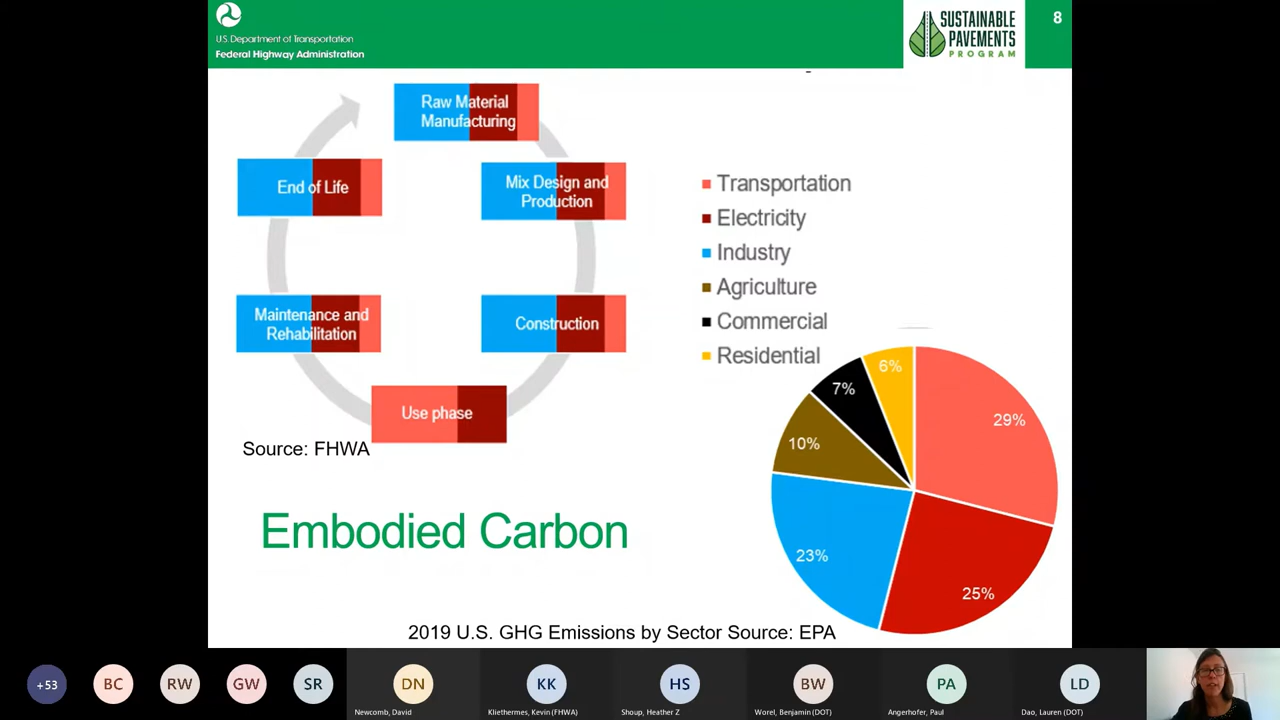 U.S. Department of Transportation
Federal Highway Administration
SUSTAINABLE
PAVEMENTS
PROGRAM
8
Raw Material
Manufacturing
End of Life
Mix Design and
Production
Maintenance and
Rehabilitation
Construction
Use phase
Source: FHWA
Transportation
Electricity
Industry
Agriculture
Commercial
Residential
6%
7%
29%
10%
23%
25%
Embodied Carbon
2019 U.S. GHG Emissions by Sector Source: EPA
+53
BC
RW
GW
SR
DN
KK
HS
BW
PA
LD
Newcomb, David
Kliethermes, Kevin (FHWA)
Shoup, Heather Z
Worel, Benjamin (DOT)
Angerhofer, Paul
Dao, Lauren (DOT)